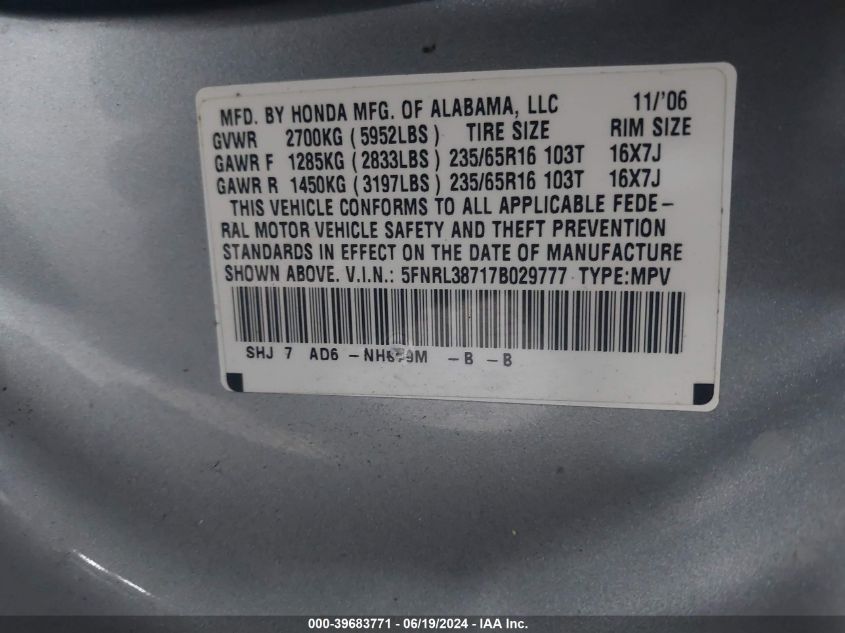 MFD. BY HONDA MFG. OF ALABAMA, LLC 11/'06
GVWR 2700KG (5952LBS) TIRE SIZE RIM SIZE
GAWR F 1285KG (2833LBS) 235/65R16 103T 16X7J
GAWR R 1450KG (3197LBS) 235/65R16 103T 16X7J
THIS VEHICLE CONFORMS TO ALL APPLICABLE FEDE-
RAL MOTOR VEHICLE SAFETY AND THEFT PREVENTION
STANDARDS IN EFFECT ON THE DATE OF MANUFACTURE
SHOWN ABOVE. V.I.N.: 5FNRL38717B029777 TYPE:MPV
SHJ 7 AD6 - -B -B
000-39683771 - 06/19/2024 - IAA Inc.